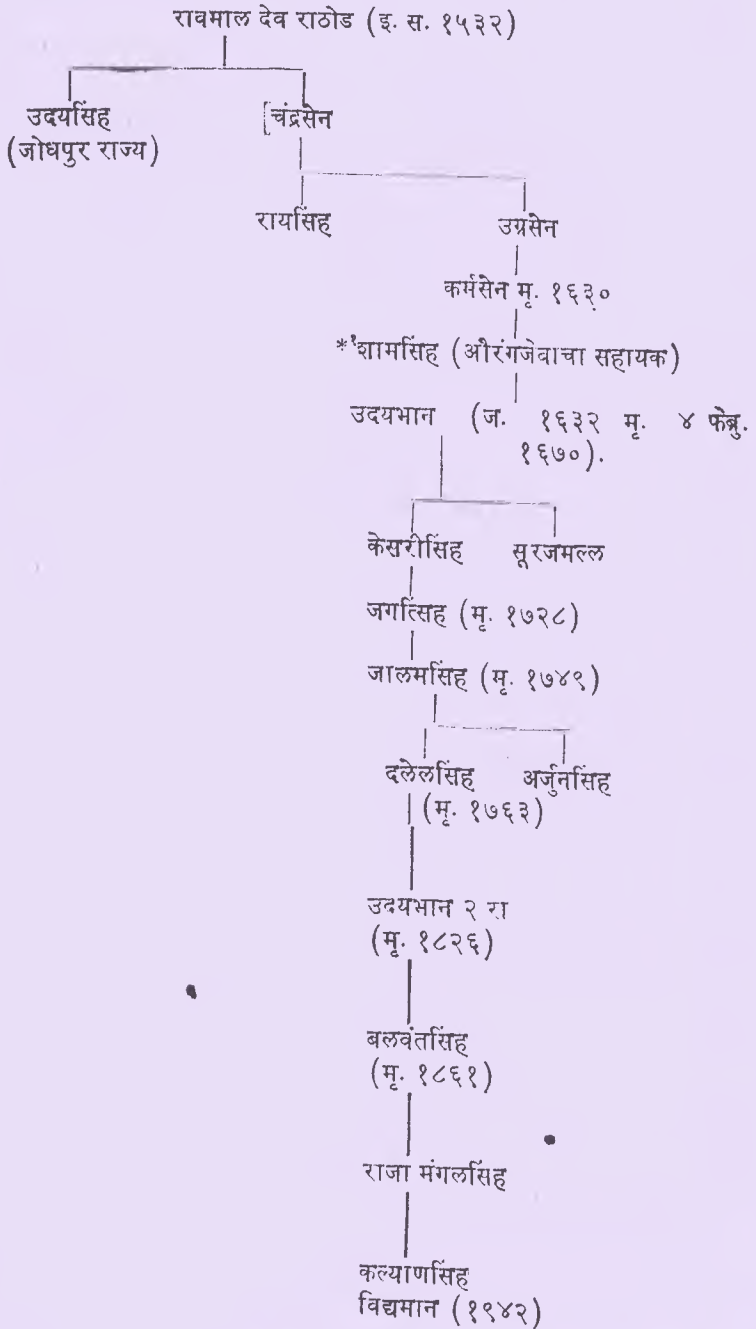 रावमाल देव राठोड (इ. स. १५३२)
उदयसिंह [चंद्रसेन
(जोधपुर राज्य)
रायसिंह उग्रसेन
कर्मसेन मृ. १६३०
*'शामसिंह (औरंगजेबाचा सहायक)
उदयभान (ज. १६३२ मृ. ४ फेब्रु.
१६७०).
केसरीसिंह सूरजमल्ल
जगत्सिंह (मृ. १७२८)
जालमसिंह (मृ. १७४९)
दलेलसिंह अर्जुनसिंह
(मृ. १७६३)
उदयभान २ रा
(मृ. १८२६)
बलवंतसिंह
(मृ. १८६१)
राजा मंगलसिंह
कल्याणसिंह
विद्यमान (१९४२)